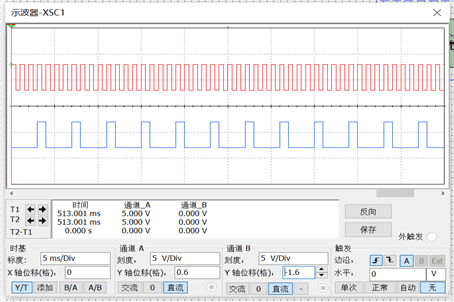 示波器-XSC1
时间 通道_A 通道_B
T1 513.001 ms 5.000 V 0.000 V
T2 513.001 ms 5.000 V 0.000 V
T2-T1 0.000 s 0.000 V 0.000 V
反向
保存
外触发
时基 通道 A 通道 B 触发
标度: 5 ms/Div 刻度: 5 V/Div 刻度: 5 V/Div 边沿: A B Ext
X 轴位移(格): 0 Y 轴位移(格): 0.6 Y 轴位移(格): -1.6 水平: 0 V
Y/T 添加 B/A A/B 交流 0 直流 交流 0 直流 - 单次 正常 自动 无